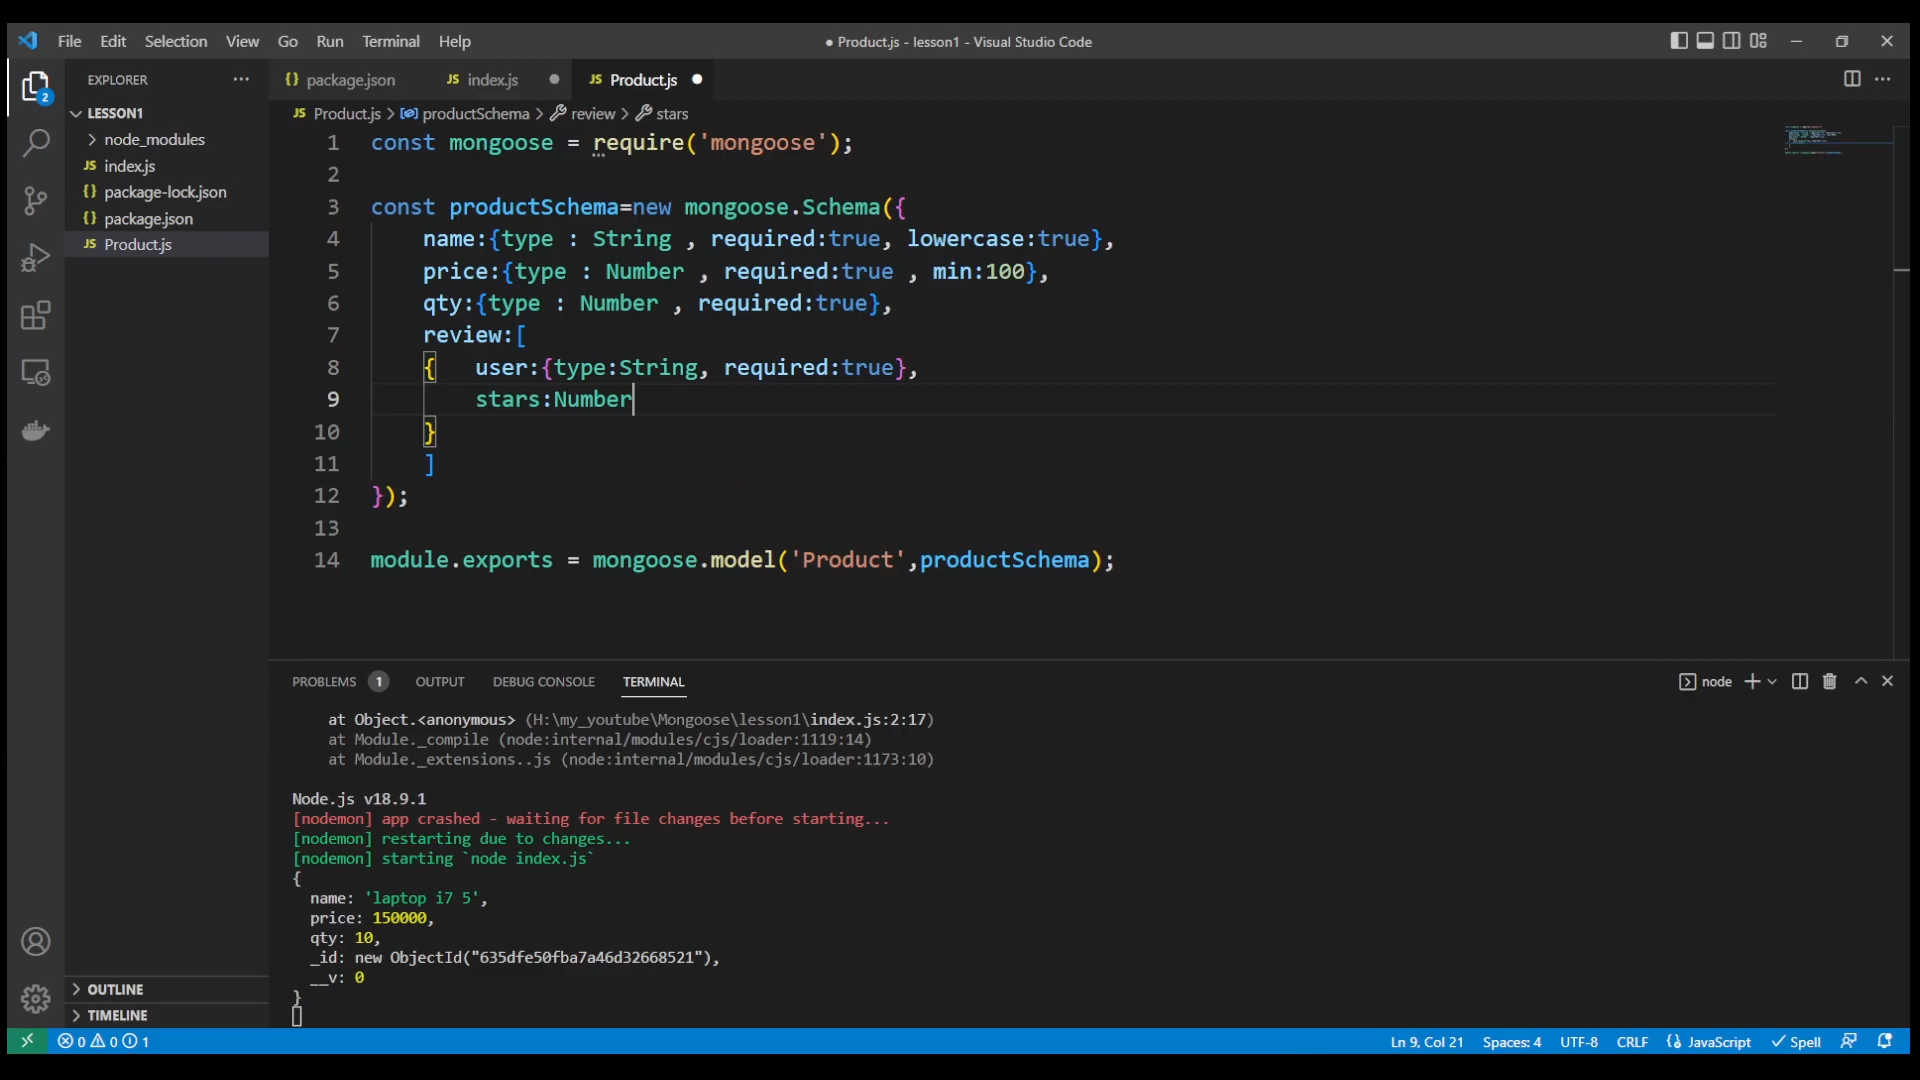 File Edit Selection View Go Run Terminal Help
● Product.js - lesson1 - Visual Studio Code
EXPLORER
package.json
JS index.js
JS Product.js
LESSON1
node_modules
JS index.js
{} package-lock.json
{} package.json
JS Product.js
OUTLINE
TIMELINE
2
JS Product.js > productSchema > review > stars
1 const mongoose = require('mongoose');
2
3 const productSchema=new mongoose.Schema({
4 name:{type : String , required:true, lowercase:true},
5 price:{type : Number , required:true , min:100},
6 qty:{type : Number , required:true},
7 review:[
8 { user:{type:String, required:true},
9 stars:Number
10 }
11 ]
12 });
13
14 module.exports = mongoose.model('Product',productSchema);
PROBLEMS 1 OUTPUT DEBUG CONSOLE TERMINAL
node
at Object.<anonymous> (H:\my_youtube\Mongoose\lesson1\index.js:2:17)
at Module._compile (node:internal/modules/cjs/loader:1119:14)
at Module._extensions..js (node:internal/modules/cjs/loader:1173:10)
Node.js v18.9.1
[nodemon] app crashed - waiting for file changes before starting...
[nodemon] restarting due to changes...
[nodemon] starting `node index.js`
{
name: 'laptop i7 5',
price: 150000,
qty: 10,
_id: new ObjectId("635dfe50fba7a46d32668521"),
__v: 0
}
0 0 1
Ln 9, Col 21 Spaces: 4 UTF-8 CRLF {} JavaScript Spell